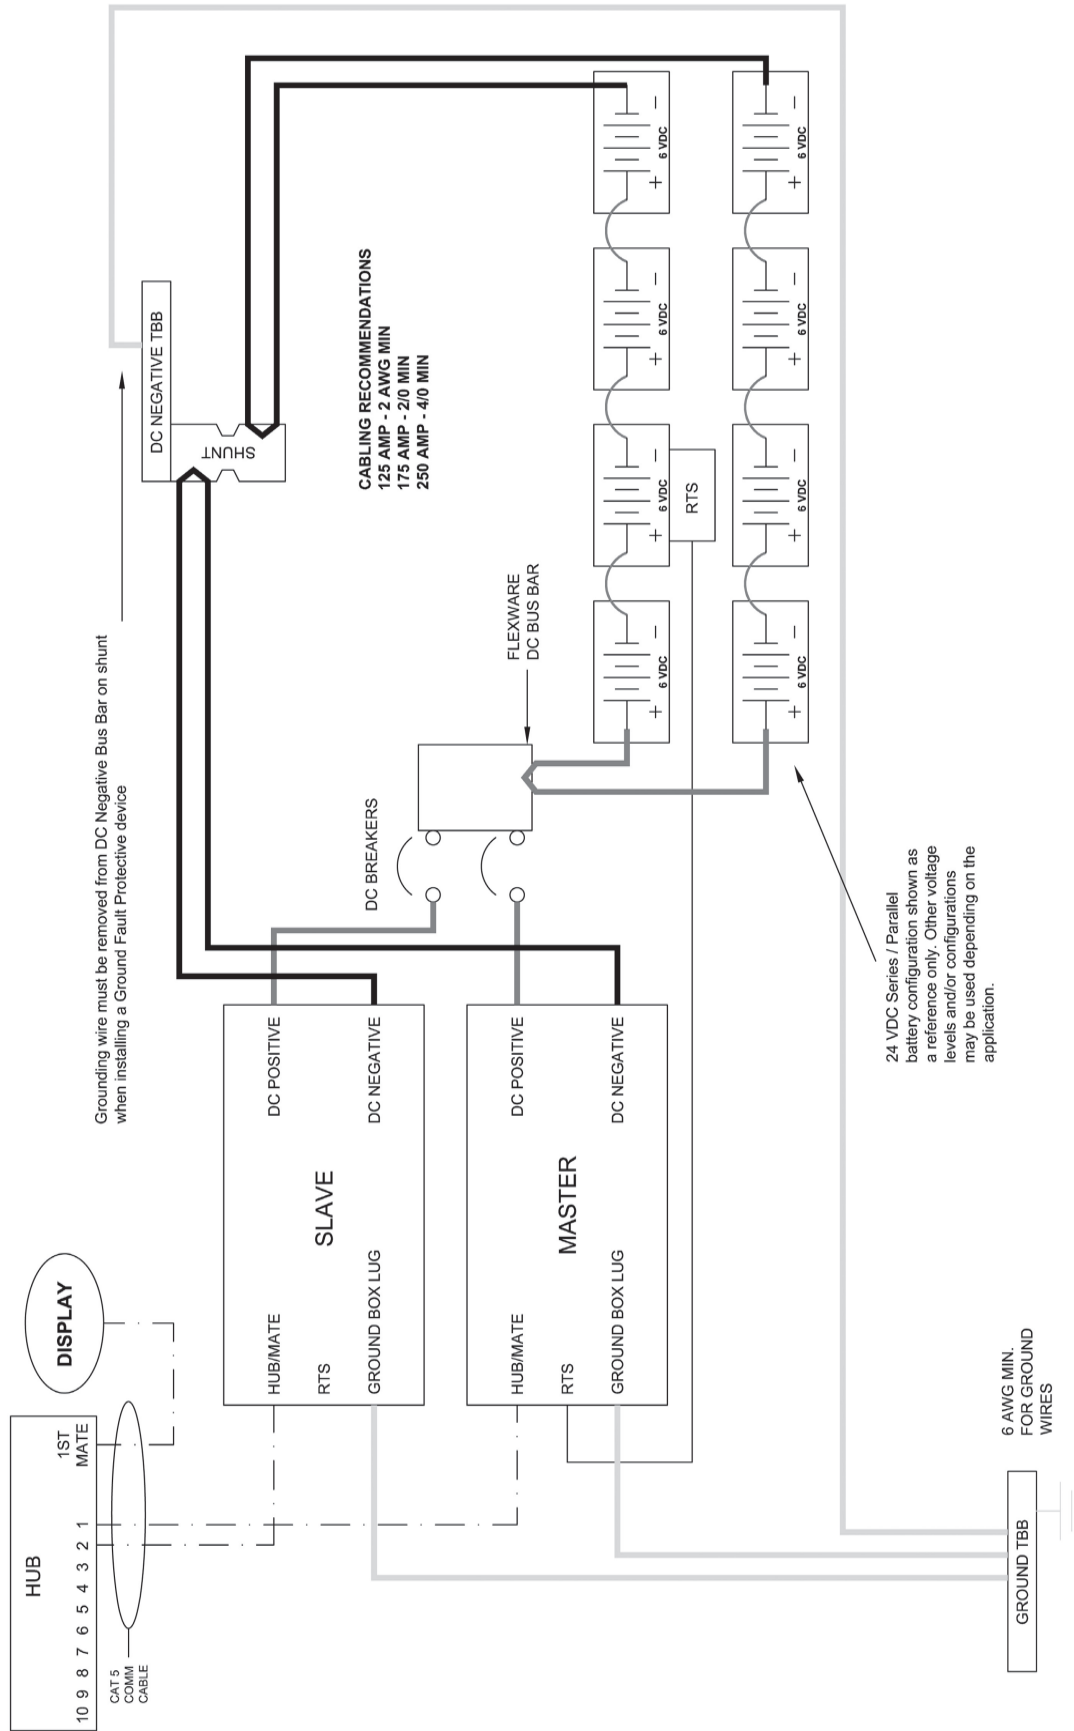 HUB
10 9 8 7 6 5 4 3 2 1
1ST
MATE
CAT 5
COMM
CABLE
DISPLAY
Grounding wire must be removed from DC Negative Bus Bar on shunt
when installing a Ground Fault Protective device
DC NEGATIVE TBB
SHUNT
HUB/MATE
RTS
GROUND BOX LUG
SLAVE
DC POSITIVE
DC NEGATIVE
HUB/MATE
RTS
GROUND BOX LUG
MASTER
DC POSITIVE
DC NEGATIVE
DC BREAKERS
CABLING RECOMMENDATIONS
125 AMP - 2 AWG MIN
175 AMP - 2/0 MIN
250 AMP - 4/0 MIN
FLEXWARE
DC BUS BAR
+ 6 VDC −
+ 6 VDC −
+ 6 VDC −
+ 6 VDC −
RTS
+ 6 VDC −
+ 6 VDC −
+ 6 VDC −
+ 6 VDC −
24 VDC Series / Parallel
battery configuration shown as
a reference only. Other voltage
levels and/or configurations
may be used depending on the
application.
6 AWG MIN.
FOR GROUND
WIRES
GROUND TBB